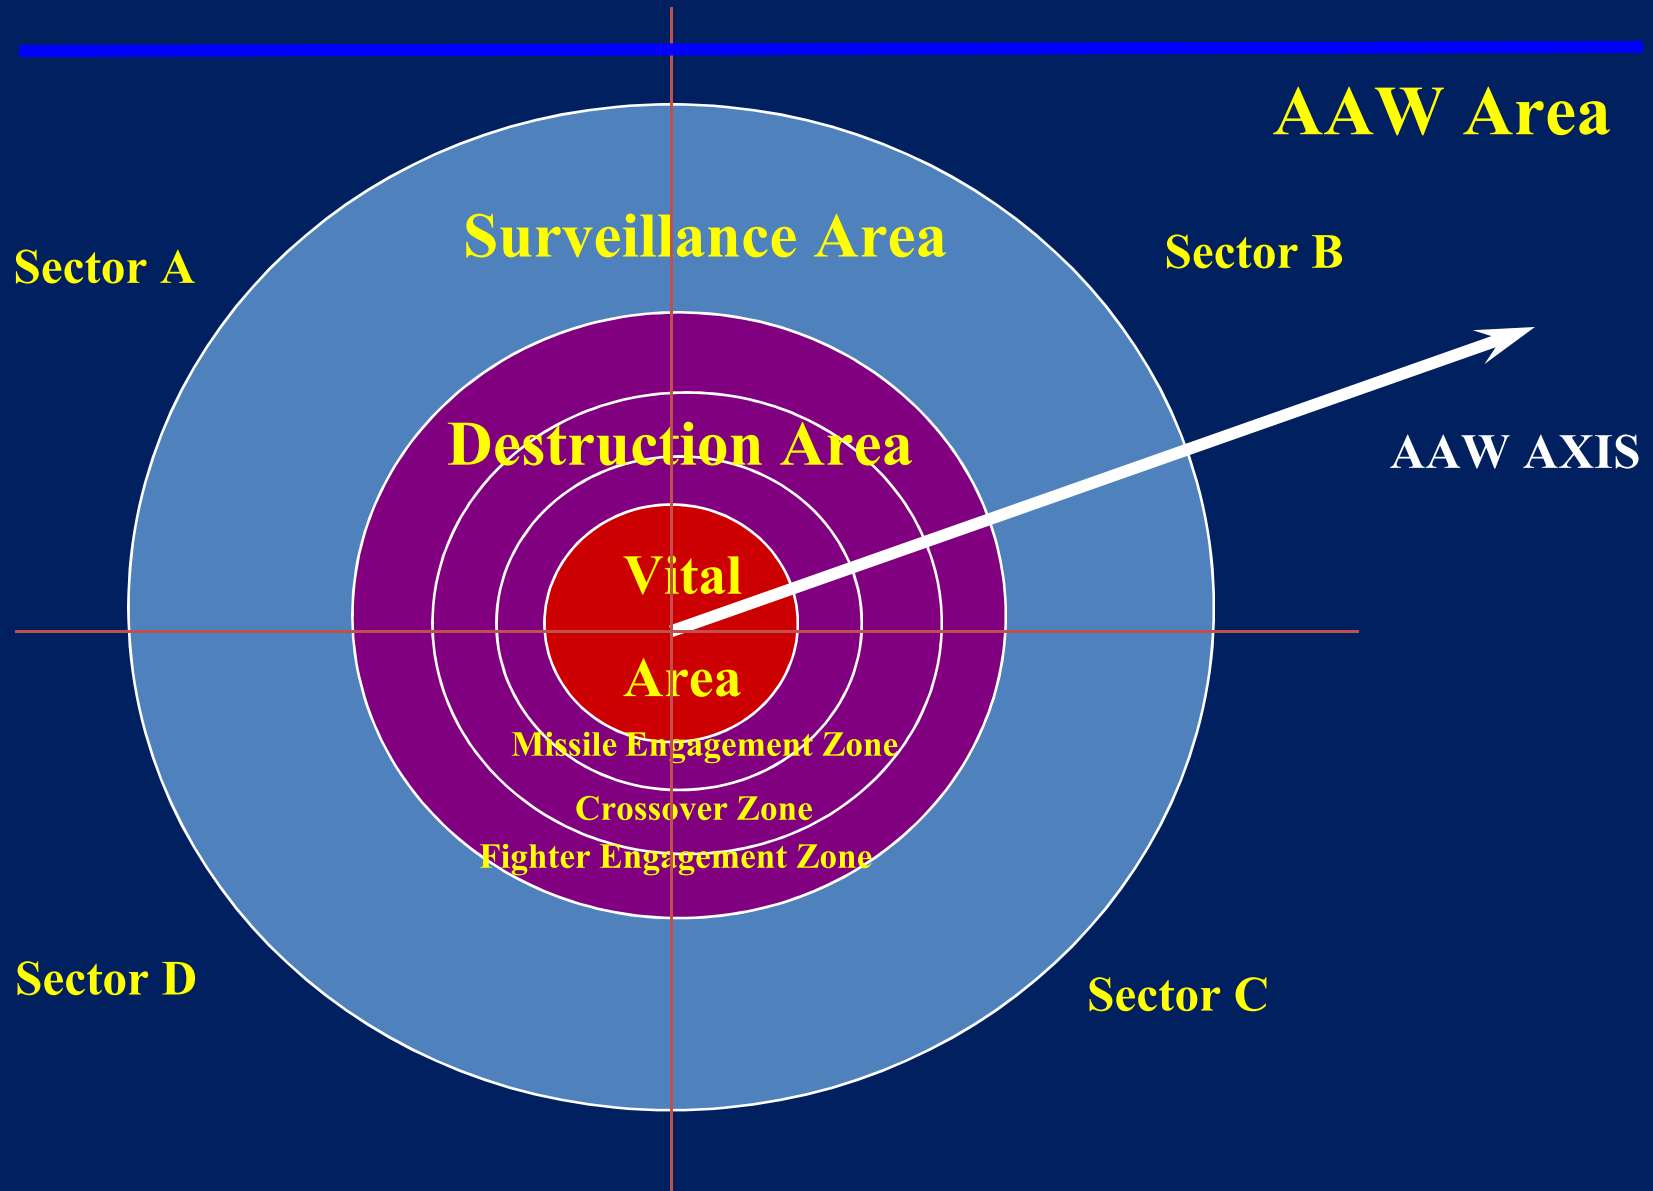 AAW Area
Surveillance Area
Sector A
Sector B
Destruction Area
AAW AXIS
Vital
Area
Missile Engagement Zone
Crossover Zone
Fighter Engagement Zone
Sector D
Sector C